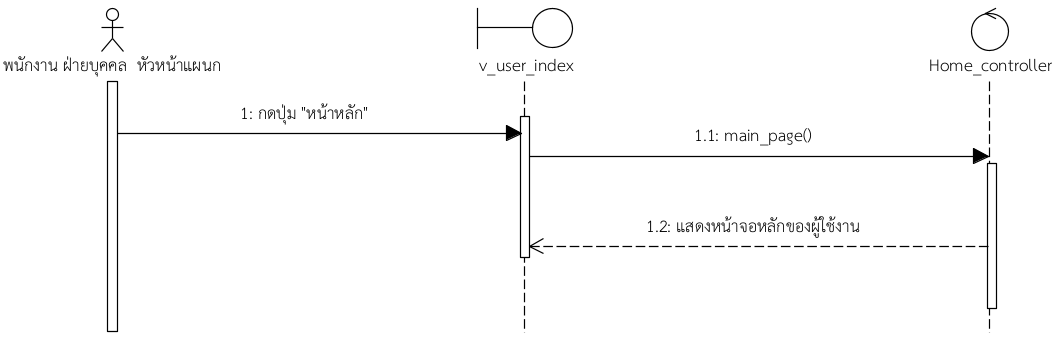 พนักงาน ฝ่ายบุคคล หัวหน้าแผนก
v_user_index
Home_controller
1: กดปุ่ม "หน้าหลัก"
1.1: main_page()
1.2: แสดงหน้าจอหลักของผู้ใช้งาน